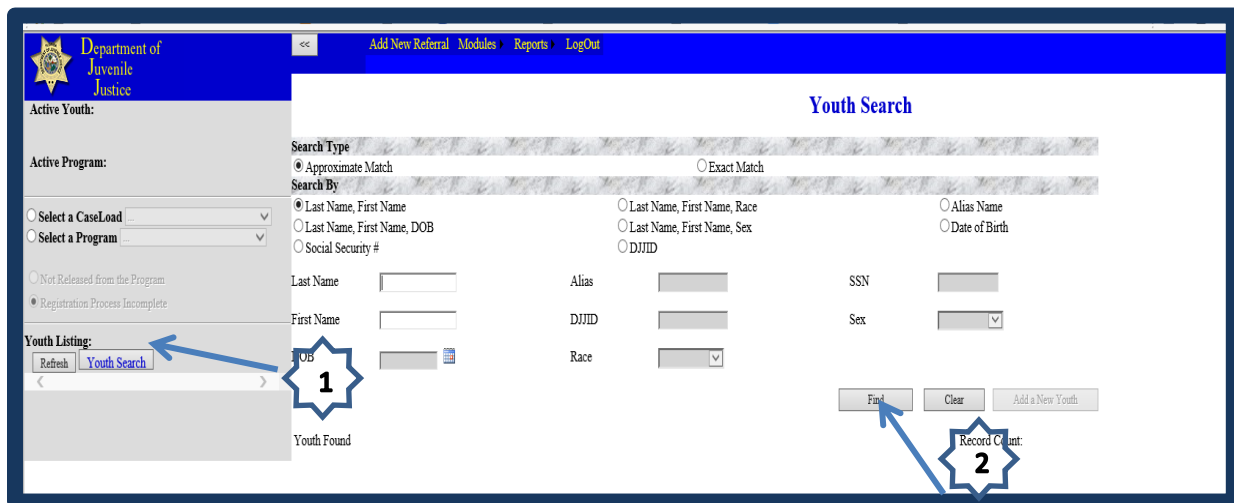 Department of
Juvenile
Justice
<< Add New Referral Modules Reports LogOut
Active Youth:
Active Program:
Select a CaseLoad ...
Select a Program ...
Not Released from the Program
Registration Process Incomplete
Youth Listing:
Refresh Youth Search
< >
Youth Search
Search Type
Approximate Match Exact Match
Search By
Last Name, First Name Last Name, First Name, Race Alias Name
Last Name, First Name, DOB Last Name, First Name, Sex Date of Birth
Social Security # DJJID
Last Name Alias SSN
First Name DJJID Sex
DOB Race
1
Find Clear Add a New Youth
Youth Found Record Count:
2